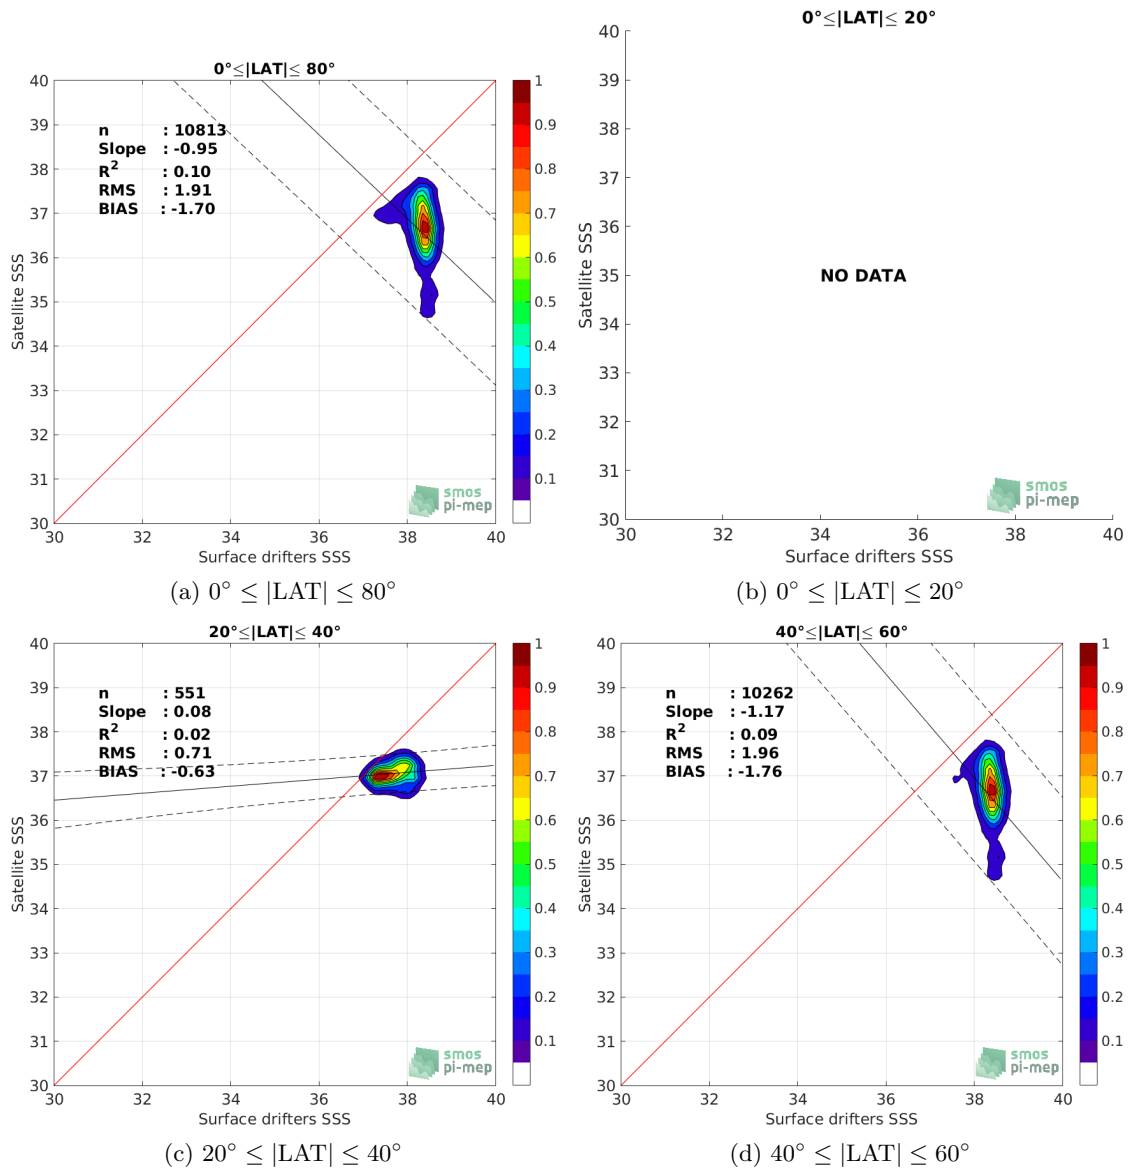 0°≤|LAT|≤ 80°
40
39
38
37
36
35
34
33
32
31
30
Satellite SSS
n : 10813
Slope : -0.95
R² : 0.10
RMS : 1.91
BIAS : -1.70
smos
pi-mep
30 32 34 36 38 40
Surface drifters SSS
1
0.9
0.8
0.7
0.6
0.5
0.4
0.3
0.2
0.1
(a) 0° ≤ |LAT| ≤ 80°
0°≤|LAT|≤ 20°
40
39
38
37
36
35
34
33
32
31
30
Satellite SSS
NO DATA
smos
pi-mep
30 32 34 36 38 40
Surface drifters SSS
(b) 0° ≤ |LAT| ≤ 20°
20°≤|LAT|≤ 40°
40
39
38
37
36
35
34
33
32
31
30
Satellite SSS
n : 551
Slope : 0.08
R² : 0.02
RMS : 0.71
BIAS : -0.63
smos
pi-mep
30 32 34 36 38 40
Surface drifters SSS
1
0.9
0.8
0.7
0.6
0.5
0.4
0.3
0.2
0.1
(c) 20° ≤ |LAT| ≤ 40°
40°≤|LAT|≤ 60°
40
39
38
37
36
35
34
33
32
31
30
Satellite SSS
n : 10262
Slope : -1.17
R² : 0.09
RMS : 1.96
BIAS : -1.76
smos
pi-mep
30 32 34 36 38 40
Surface drifters SSS
1
0.9
0.8
0.7
0.6
0.5
0.4
0.3
0.2
0.1
(d) 40° ≤ |LAT| ≤ 60°